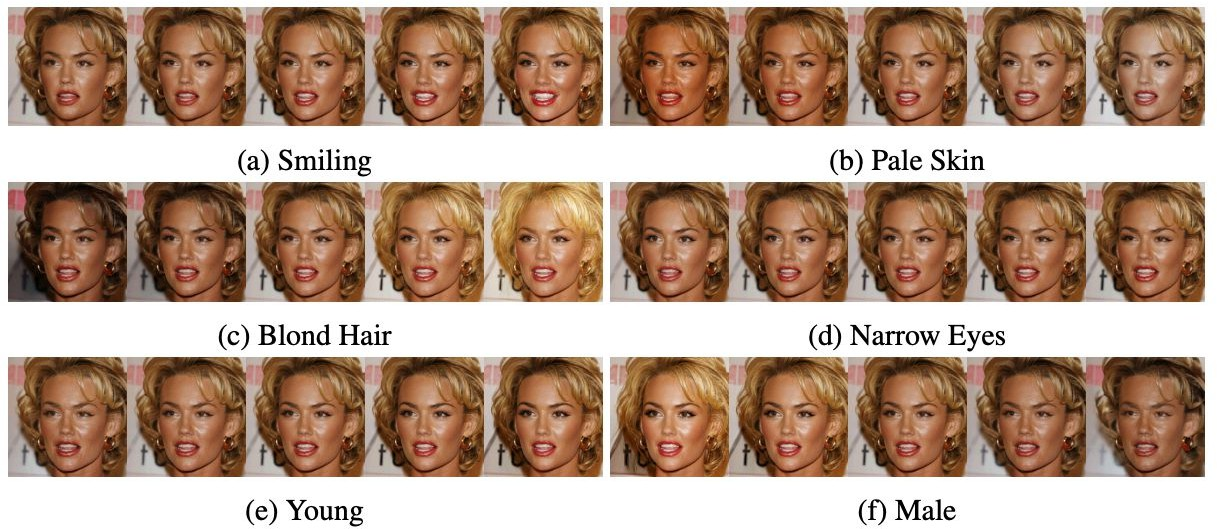 (a) Smiling
(b) Pale Skin
(c) Blond Hair
(d) Narrow Eyes
(e) Young
(f) Male